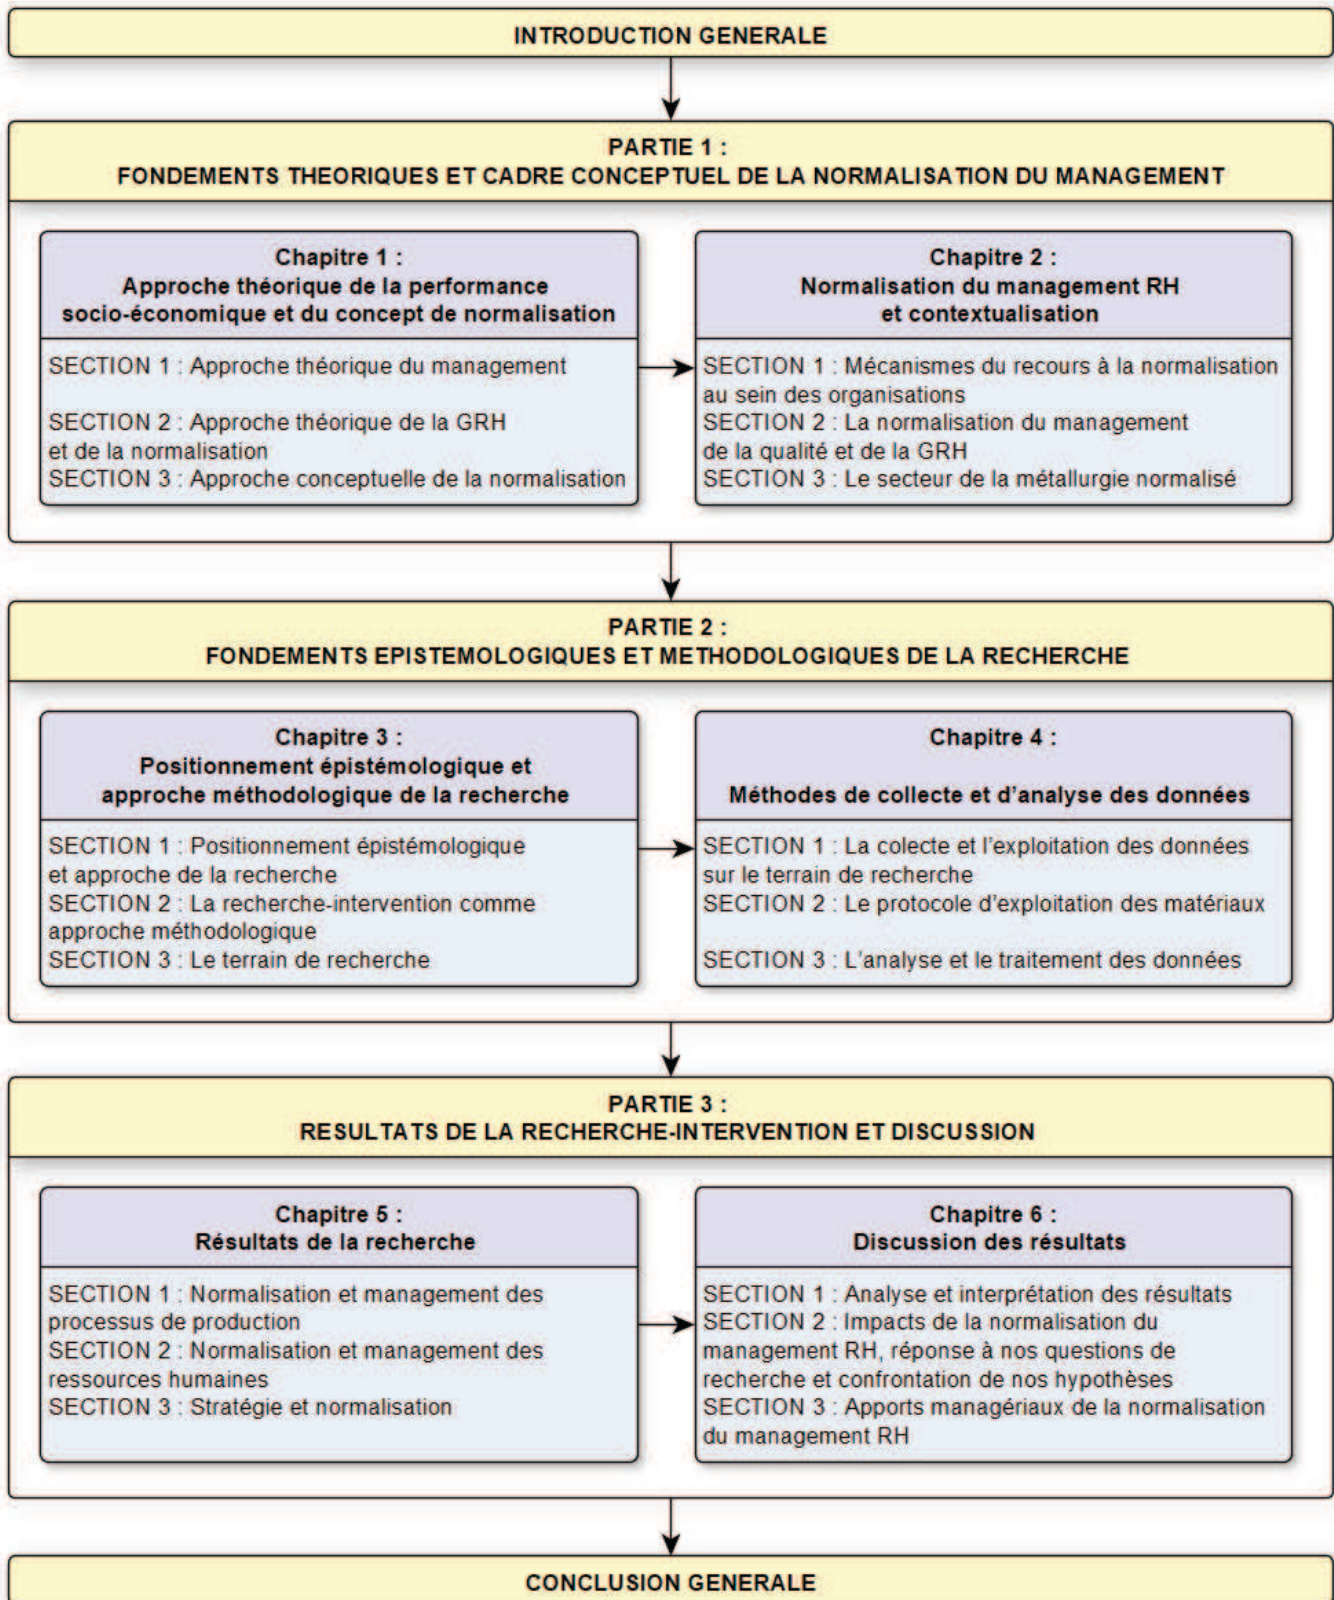 INTRODUCTION GENERALE
PARTIE 1 :
FONDEMENTS THEORIQUES ET CADRE CONCEPTUEL DE LA NORMALISATION DU MANAGEMENT
Chapitre 1 :
Approche théorique de la performance
socio-économique et du concept de normalisation
SECTION 1 : Approche théorique du management
SECTION 2 : Approche théorique de la GRH
et de la normalisation
SECTION 3 : Approche conceptuelle de la normalisation
Chapitre 2 :
Normalisation du management RH
et contextualisation
SECTION 1 : Mécanismes du recours à la normalisation
au sein des organisations
SECTION 2 : La normalisation du management
de la qualité et de la GRH
SECTION 3 : Le secteur de la métallurgie normalisé
PARTIE 2 :
FONDEMENTS EPISTEMOLOGIQUES ET METHODOLOGIQUES DE LA RECHERCHE
Chapitre 3 :
Positionnement épistémologique et
approche méthodologique de la recherche
SECTION 1 : Positionnement épistémologique
et approche de la recherche
SECTION 2 : La recherche-intervention comme
approche méthodologique
SECTION 3 : Le terrain de recherche
Chapitre 4 :
Méthodes de collecte et d'analyse des données
SECTION 1 : La colecte et l'exploitation des données
sur le terrain de recherche
SECTION 2 : Le protocole d'exploitation des matériaux
SECTION 3 : L'analyse et le traitement des données
PARTIE 3 :
RESULTATS DE LA RECHERCHE-INTERVENTION ET DISCUSSION
Chapitre 5 :
Résultats de la recherche
SECTION 1 : Normalisation et management des
processus de production
SECTION 2 : Normalisation et management des
ressources humaines
SECTION 3 : Stratégie et normalisation
Chapitre 6 :
Discussion des résultats
SECTION 1 : Analyse et interprétation des résultats
SECTION 2 : Impacts de la normalisation du
management RH, réponse à nos questions de
recherche et confrontation de nos hypothèses
SECTION 3 : Apports managériaux de la normalisation
du management RH
CONCLUSION GENERALE